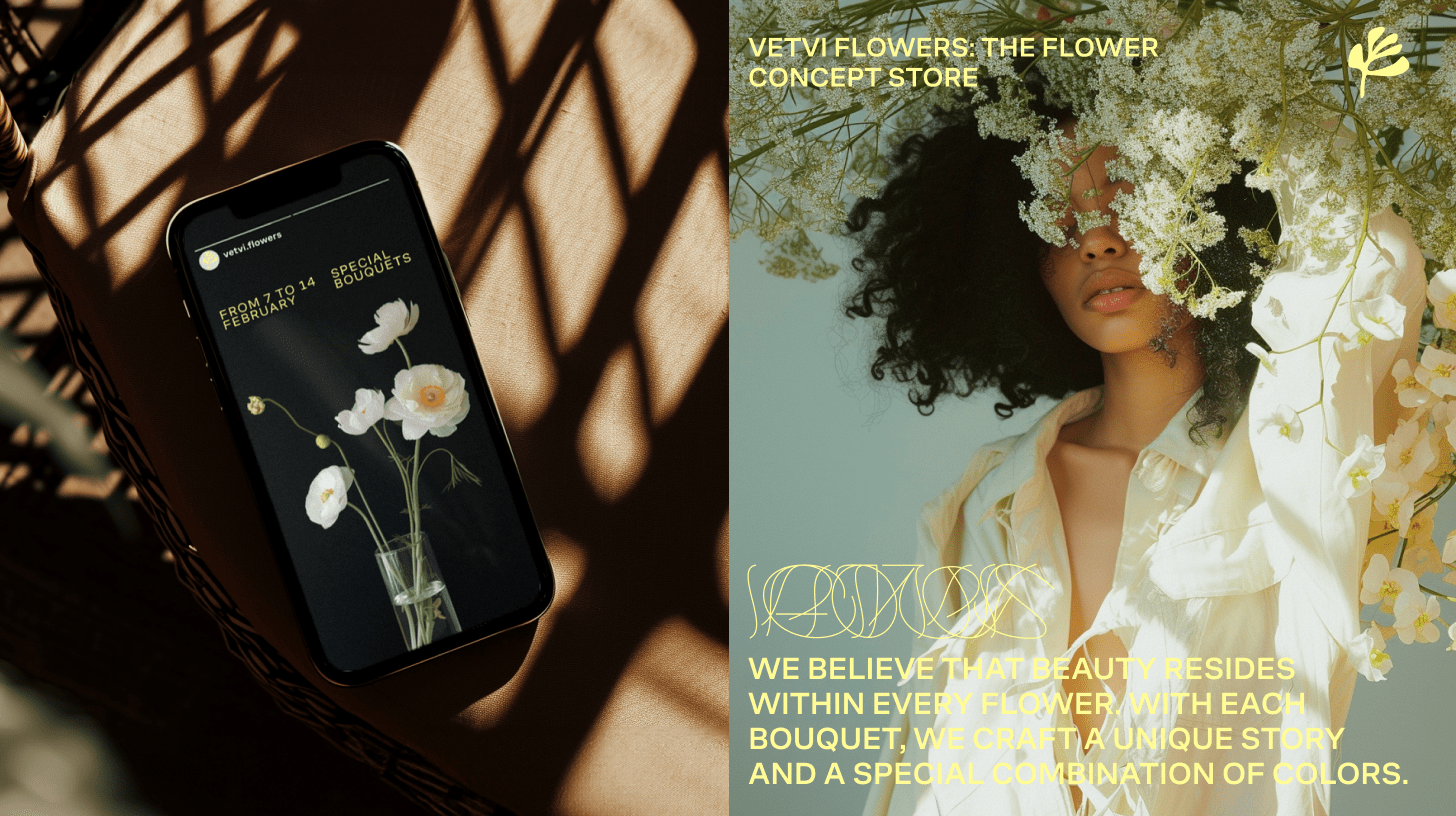 vetvi.flowers
FROM 7 TO 14
FEBRUARY
SPECIAL
BOUQUETS
VETVI FLOWERS: THE FLOWER
CONCEPT STORE
WE BELIEVE THAT BEAUTY RESIDES
WITHIN EVERY FLOWER. WITH EACH
BOUQUET, WE CRAFT A UNIQUE STORY
AND A SPECIAL COMBINATION OF COLORS.